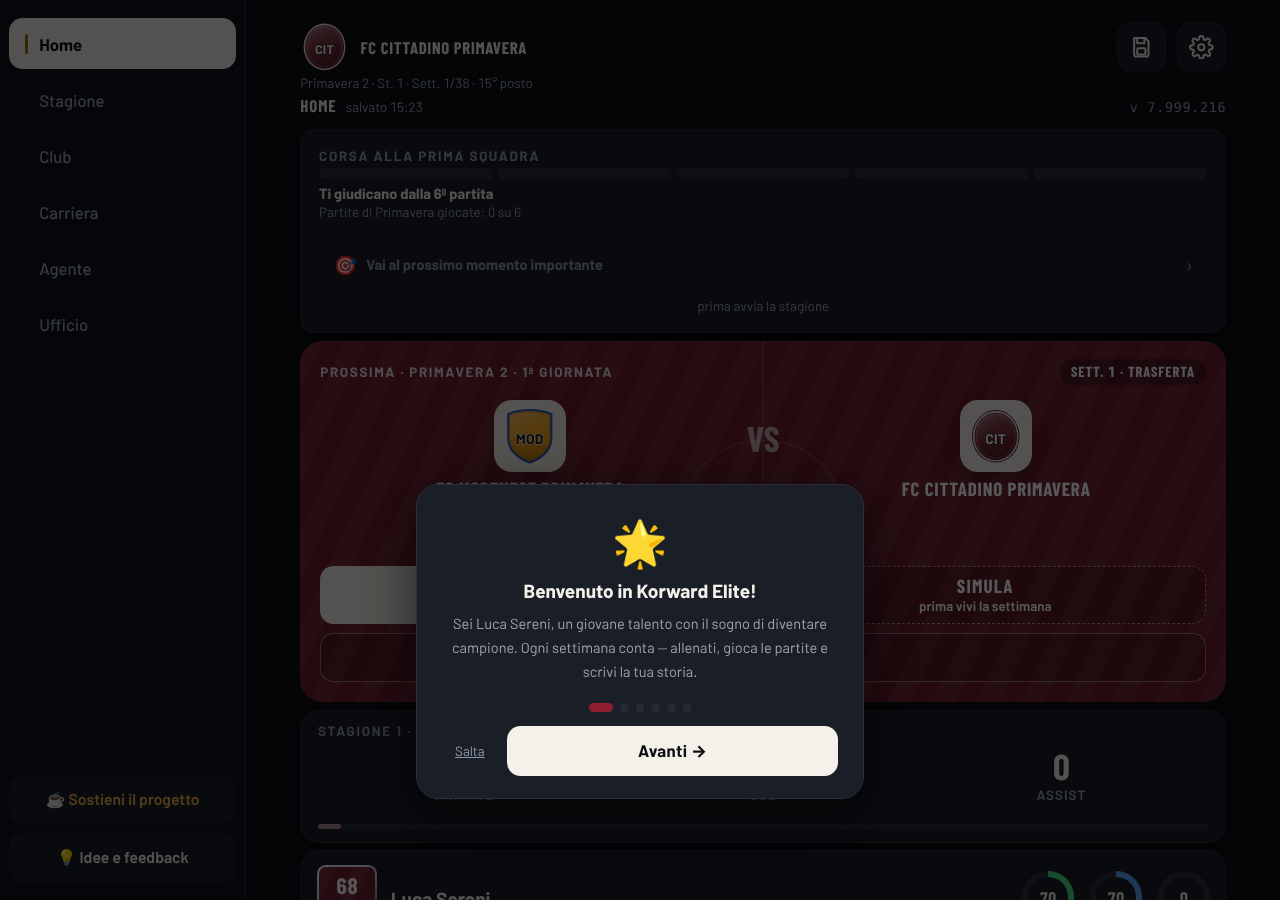 Home
Stagione
Club
Carriera
Agente
Ufficio
☕ Sostieni il progetto
💡 Idee e feedback
CIT
FC CITTADINO PRIMAVERA
Primavera 2 · St. 1 · Sett. 1/38 · 15° posto
HOME salvato 15:23
v 7.999.216
CORSA ALLA PRIMA SQUADRA
Ti giudicano dalla 6ª partita
Partite di Primavera giocate: 0 su 6
🎯 Vai al prossimo momento importante ›
prima avvia la stagione
PROSSIMA · PRIMAVERA 2 · 1ª GIORNATA
SETT. 1 · TRASFERTA
MOD
VS
CIT
FC CITTADINO PRIMAVERA
SIMULA
prima vivi la settimana
🌟
Benvenuto in Korward Elite!
Sei Luca Sereni, un giovane talento con il sogno di diventare
campione. Ogni settimana conta — allenati, gioca le partite e
scrivi la tua storia.
Salta
Avanti →
STAGIONE 1 ·
0
ASSIST
68
Luca Sereni
70
70
0